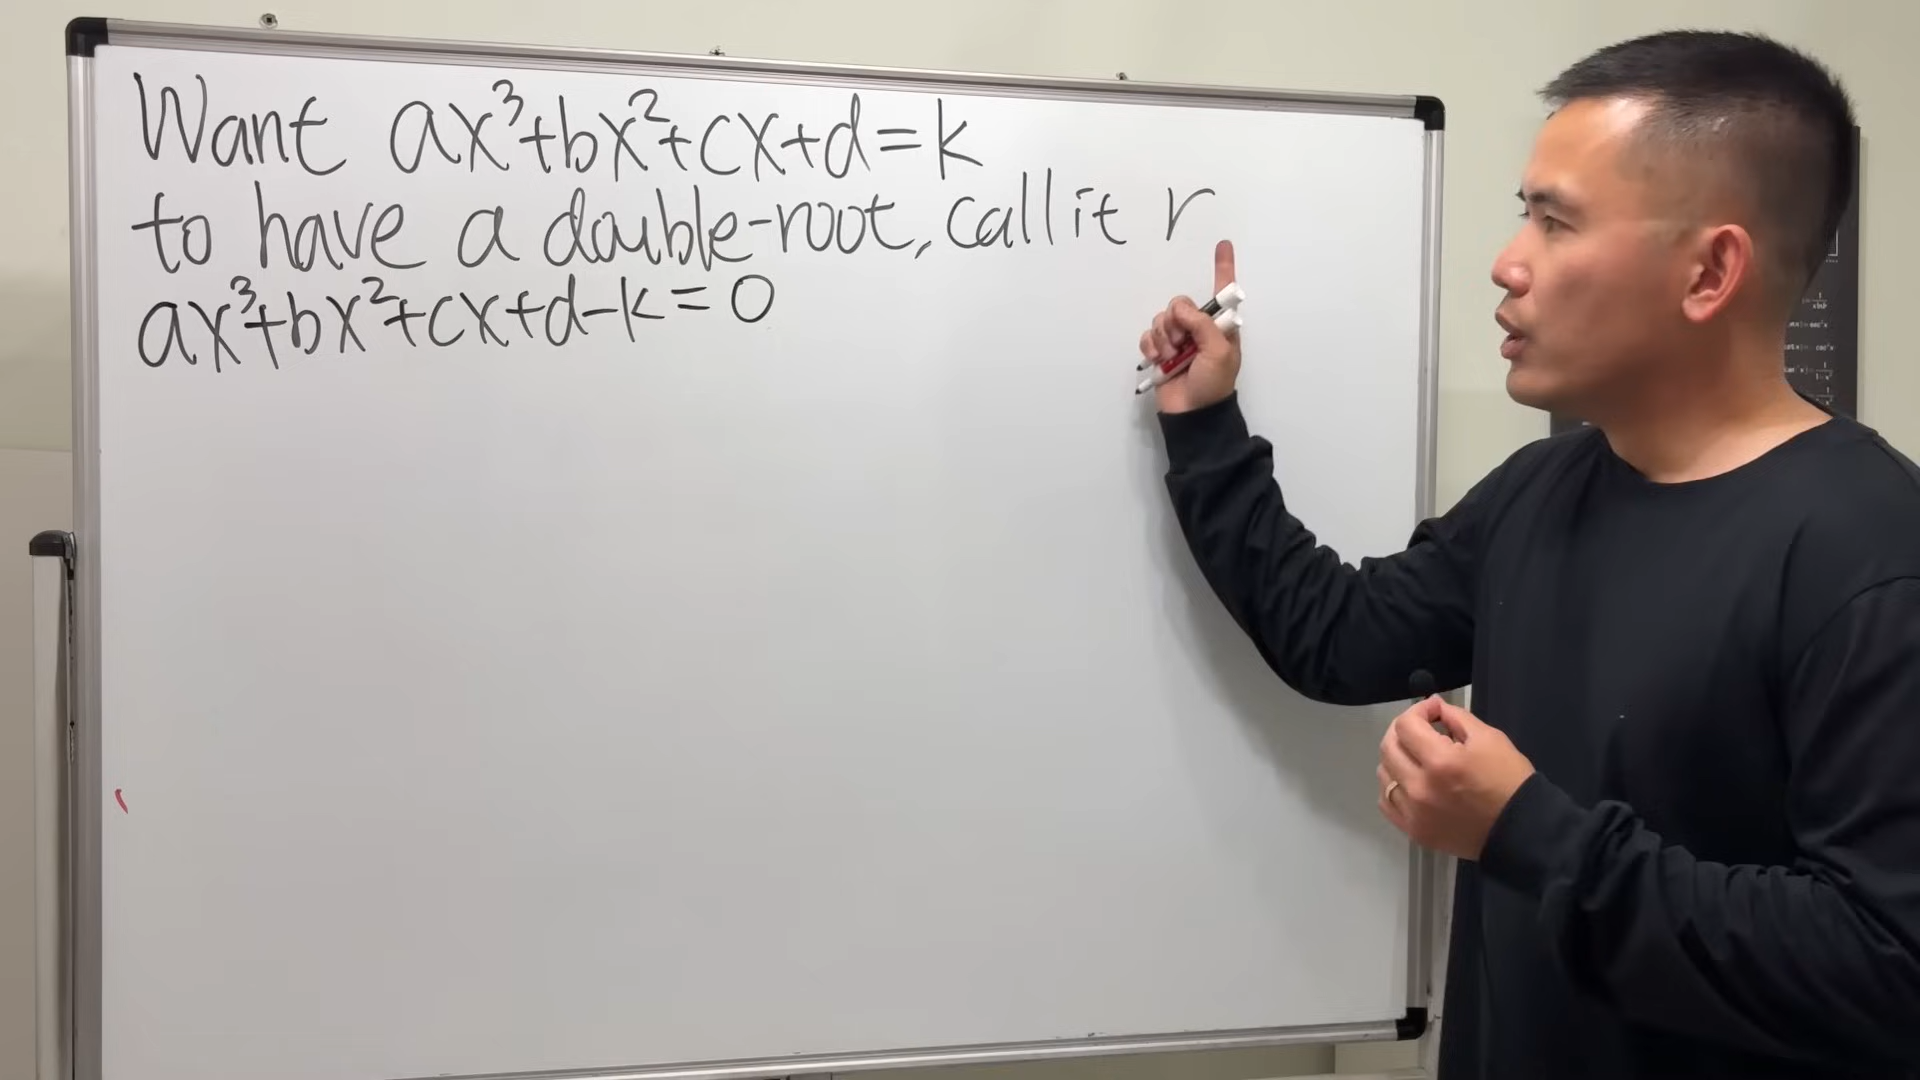 Want ax³+bx²+cx+d=k
to have a double-root, call it r
ax³+bx²+cx+d-k=0